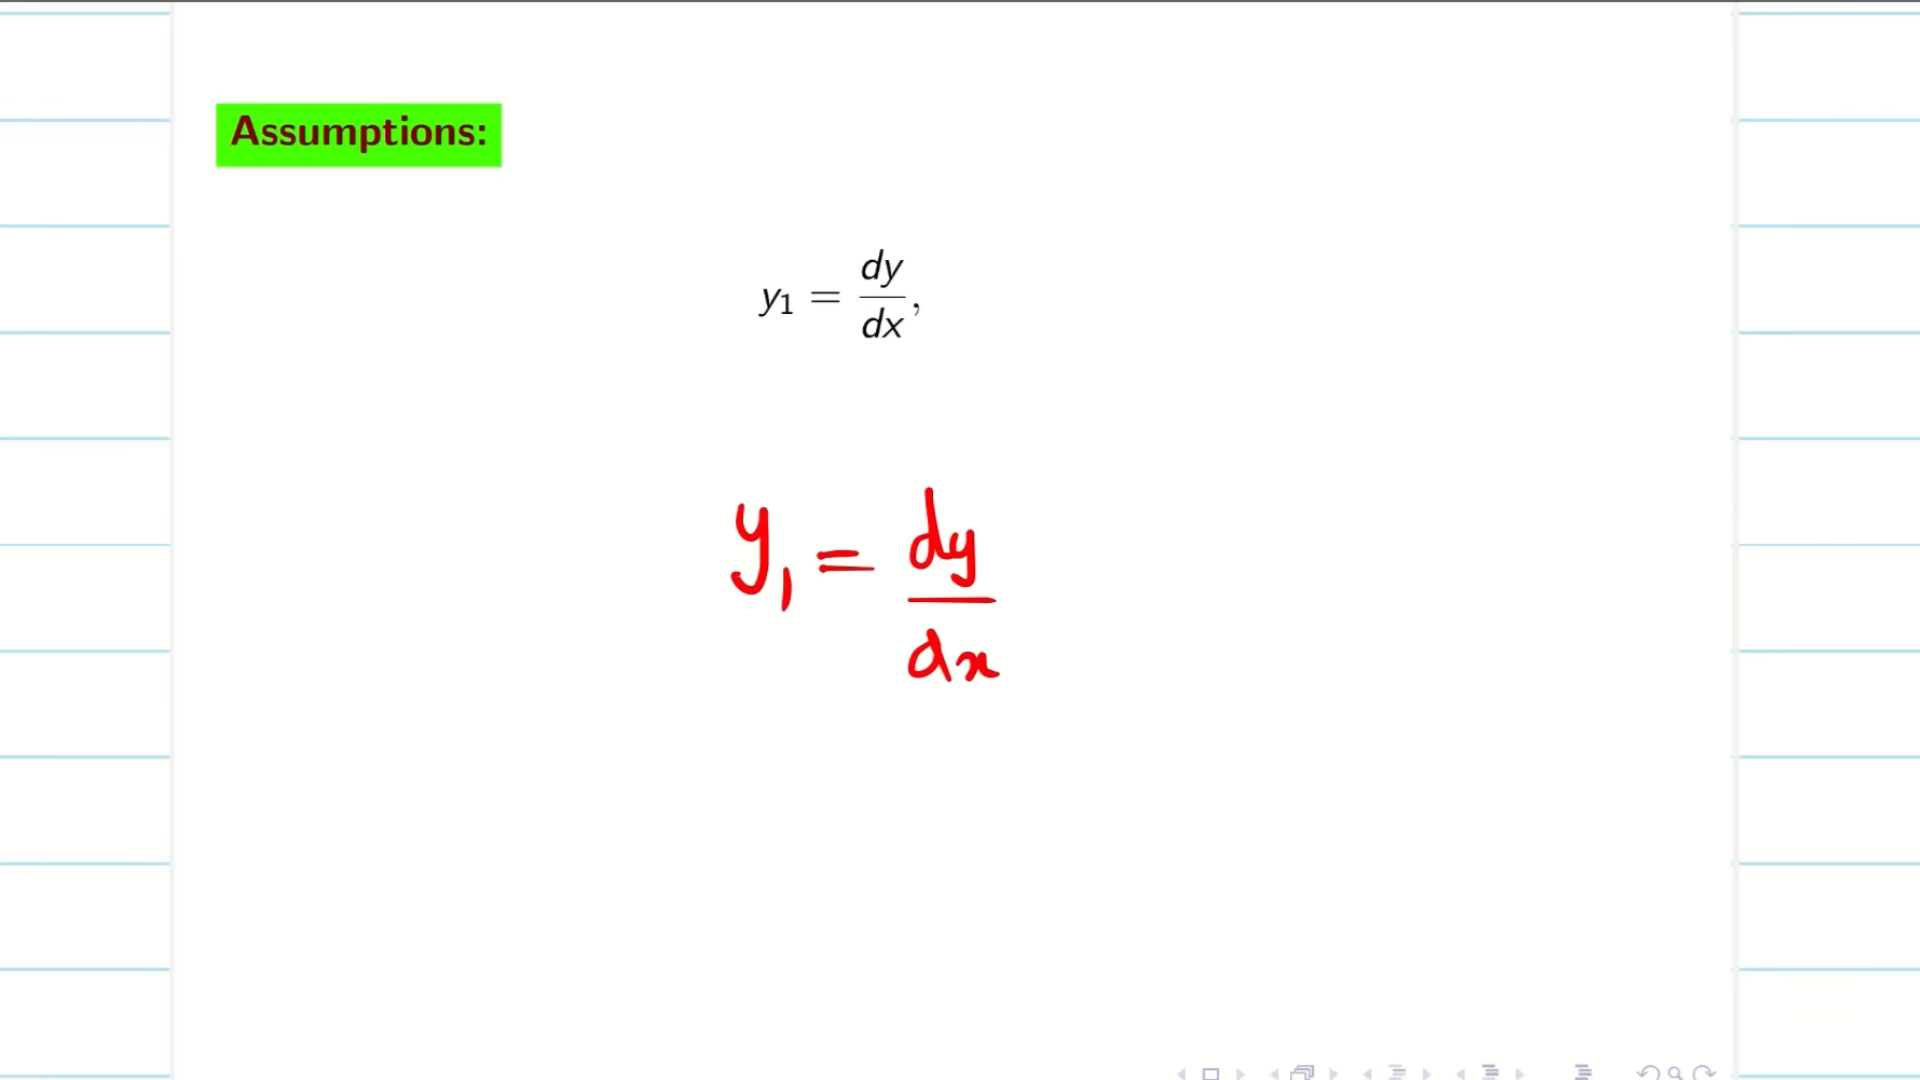 Assumptions:
y₁ = dy/dx,
y₁ = dy/dx